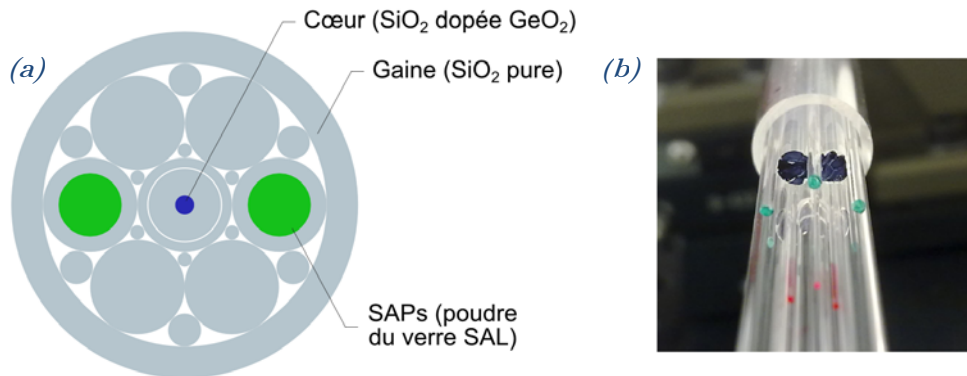 Cœur (SiO₂ dopée GeO₂)
(a)
Gaine (SiO₂ pure)
(b)
SAPs (poudre
du verre SAL)